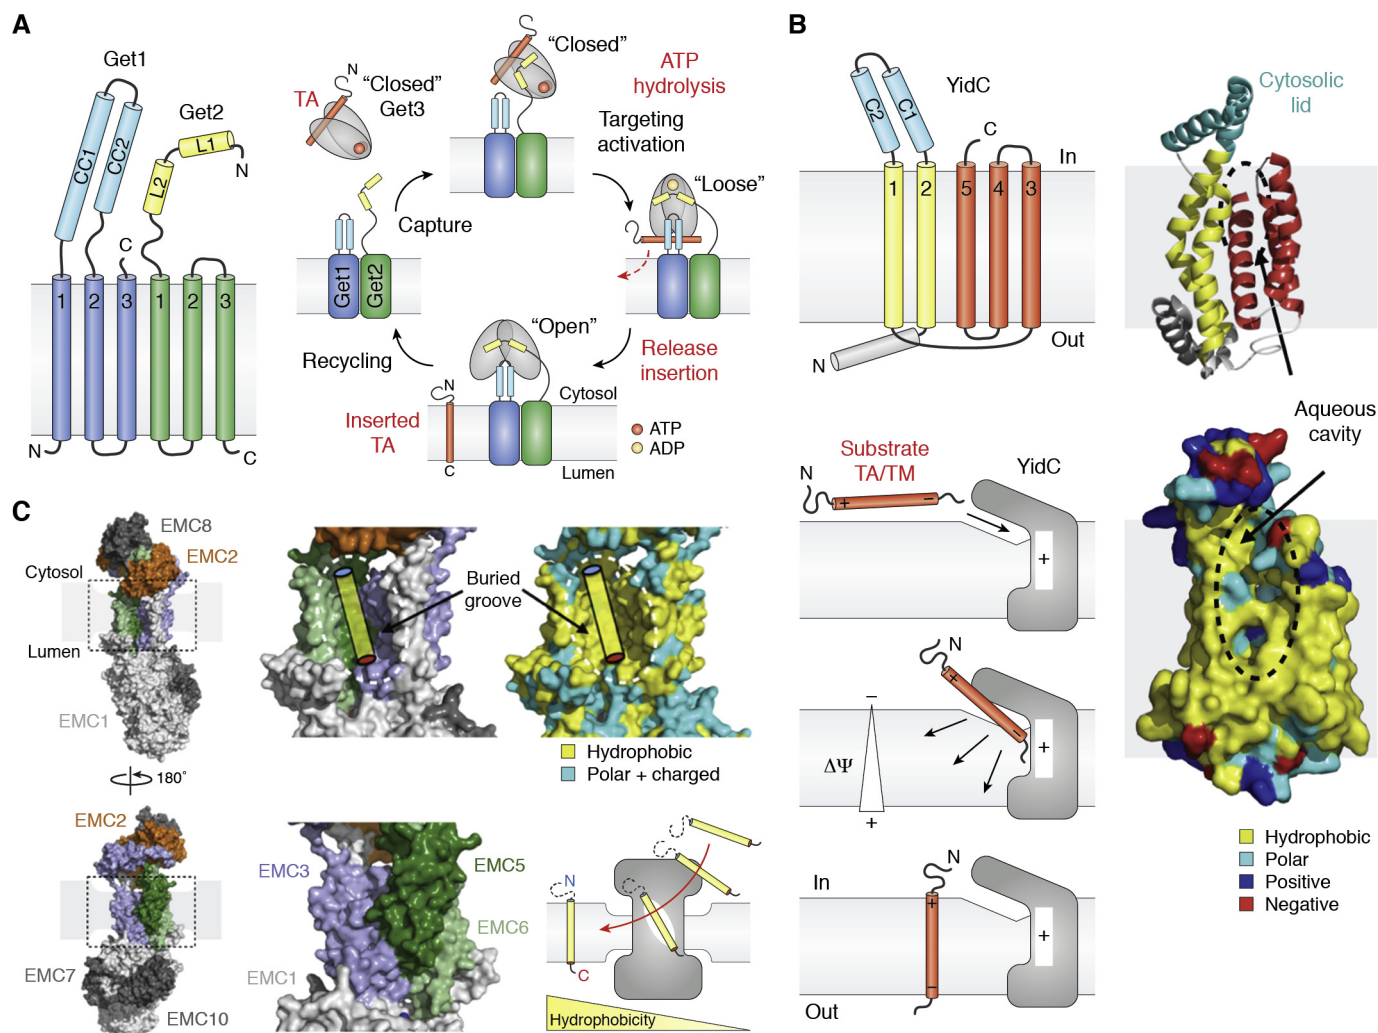 A
Get1
Get2
CC1
CC2
L2
L1
N
C
1
2
3
1
2
3
N
C
TA
N
"Closed"
Get3
"Closed"
ATP
hydrolysis
Targeting
activation
"Loose"
Capture
Get1
Get2
Recycling
"Open"
Release
insertion
Inserted
TA
N
C
Cytosol
Lumen
ATP
ADP
B
YidC
C2
C1
C
In
1
2
5
4
3
Out
N
Cytosolic
lid
Aqueous
cavity
Substrate
TA/TM
YidC
N
+
−
+
N
+
−
+
ΔΨ
−
+
In
N
+
−
+
Out
Hydrophobic
Polar
Positive
Negative
C
EMC8
EMC2
Cytosol
Lumen
EMC1
180°
EMC2
EMC7
EMC10
Buried
groove
Hydrophobic
Polar + charged
EMC3
EMC5
EMC6
EMC1
N
C
Hydrophobicity